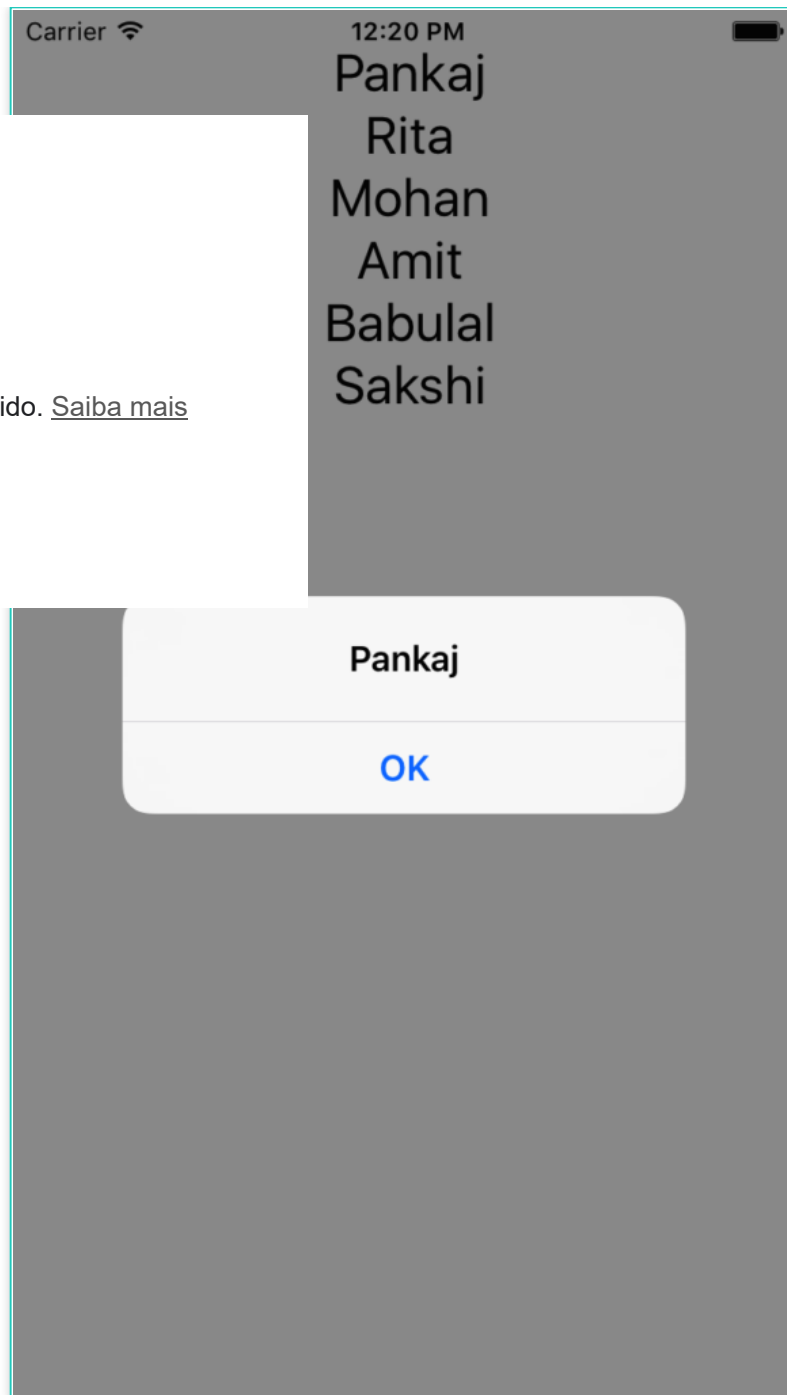 Carrier 12:20 PM
Pankaj
Rita
Mohan
Amit
Babulal
Sakshi
ido. Saiba mais
Pankaj
OK